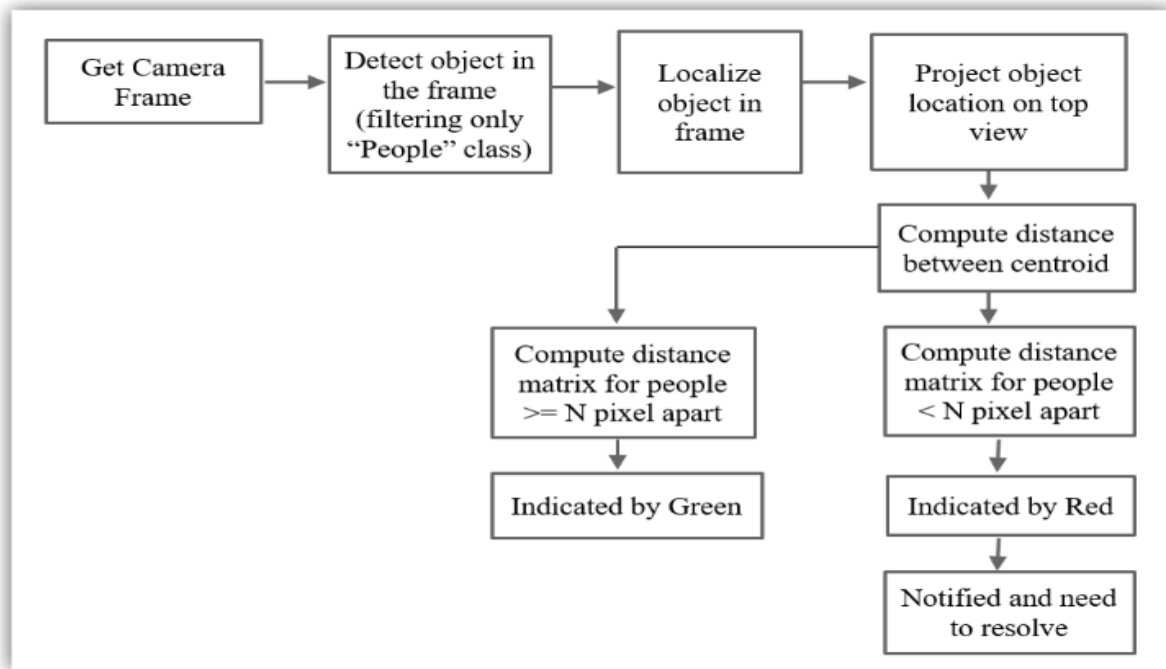 Get Camera
Frame
Detect object in
the frame
(filtering only
“People” class)
Localize
object in
frame
Project object
location on top
view
Compute distance
between centroid
Compute distance
matrix for people
>= N pixel apart
Compute distance
matrix for people
< N pixel apart
Indicated by Green
Indicated by Red
Notified and need
to resolve